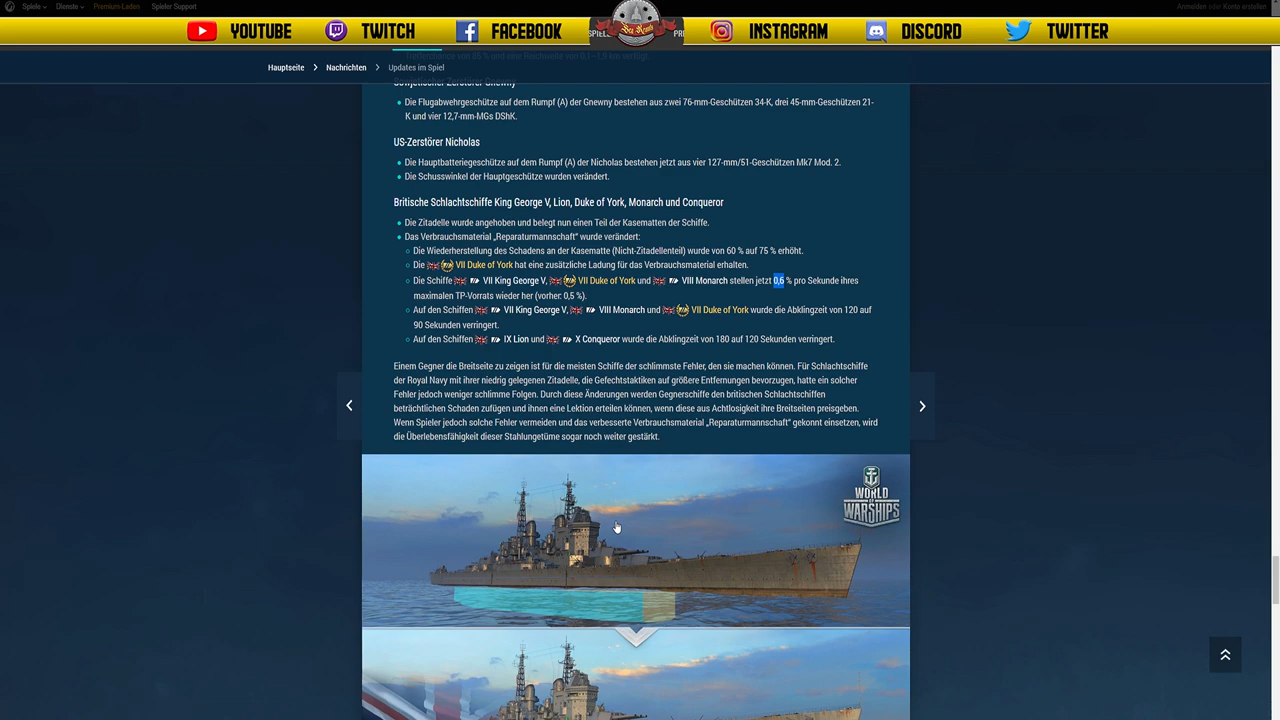 Spiele Dienste Premium-Laden Spieler Support
Anmelden oder Konto erstellen
YOUTUBE TWITCH FACEBOOK INSTAGRAM DISCORD TWITTER
Hauptseite > Nachrichten > Updates im Spiel
Sowjetischer Zerstörer Gnewny
Die Flugabwehrgeschütze auf dem Rumpf (A) der Gnewny bestehen aus zwei 76-mm-Geschützen 34-K, drei 45-mm-Geschützen 21-
K und vier 12,7-mm-MGs DShK.
US-Zerstörer Nicholas
Die Hauptbatteriegeschütze auf dem Rumpf (A) der Nicholas bestehen jetzt aus vier 127-mm/51-Geschützen Mk7 Mod. 2.
Die Schusswinkel der Hauptgeschütze wurden verändert.
Britische Schlachtschiffe King George V, Lion, Duke of York, Monarch und Conqueror
Die Zitadelle wurde angehoben und belegt nun einen Teil der Kasematten der Schiffe.
Das Verbrauchsmaterial „Reparaturmannschaft“ wurde verändert:
Die Wiederherstellung des Schadens an der Kasematte (Nicht-Zitadellenteil) wurde von 60 % auf 75 % erhöht.
Die VII Duke of York hat eine zusätzliche Ladung für das Verbrauchsmaterial erhalten.
Die Schiffe VII King George V, VII Duke of York und VIII Monarch stellen jetzt 0,6 % pro Sekunde ihres
maximalen TP-Vorrats wieder her (vorher: 0,5 %).
Auf den Schiffen VII King George V, VIII Monarch und VII Duke of York wurde die Abklingzeit von 120 auf
90 Sekunden verringert.
Auf den Schiffen IX Lion und X Conqueror wurde die Abklingzeit von 180 auf 120 Sekunden verringert.
Einem Gegner die Breitseite zu zeigen ist für die meisten Schiffe der schlimmste Fehler, den sie machen können. Für Schlachtschiffe
der Royal Navy mit ihrer niedrig gelegenen Zitadelle, die Gefechtstaktiken auf größere Entfernungen bevorzugen, hatte ein solcher
Fehler jedoch weniger schlimme Folgen. Durch diese Änderungen werden Gegnerschiffe den britischen Schlachtschiffen
beträchtlichen Schaden zufügen und ihnen eine Lektion erteilen können, wenn diese aus Achtlosigkeit ihre Breitseiten preisgeben.
Wenn Spieler jedoch solche Fehler vermeiden und das verbesserte Verbrauchsmaterial „Reparaturmannschaft“ gekonnt einsetzen, wird
die Überlebensfähigkeit dieser Stahlungetüme sogar noch weiter gestärkt.
WORLD
OF
WARSHIPS